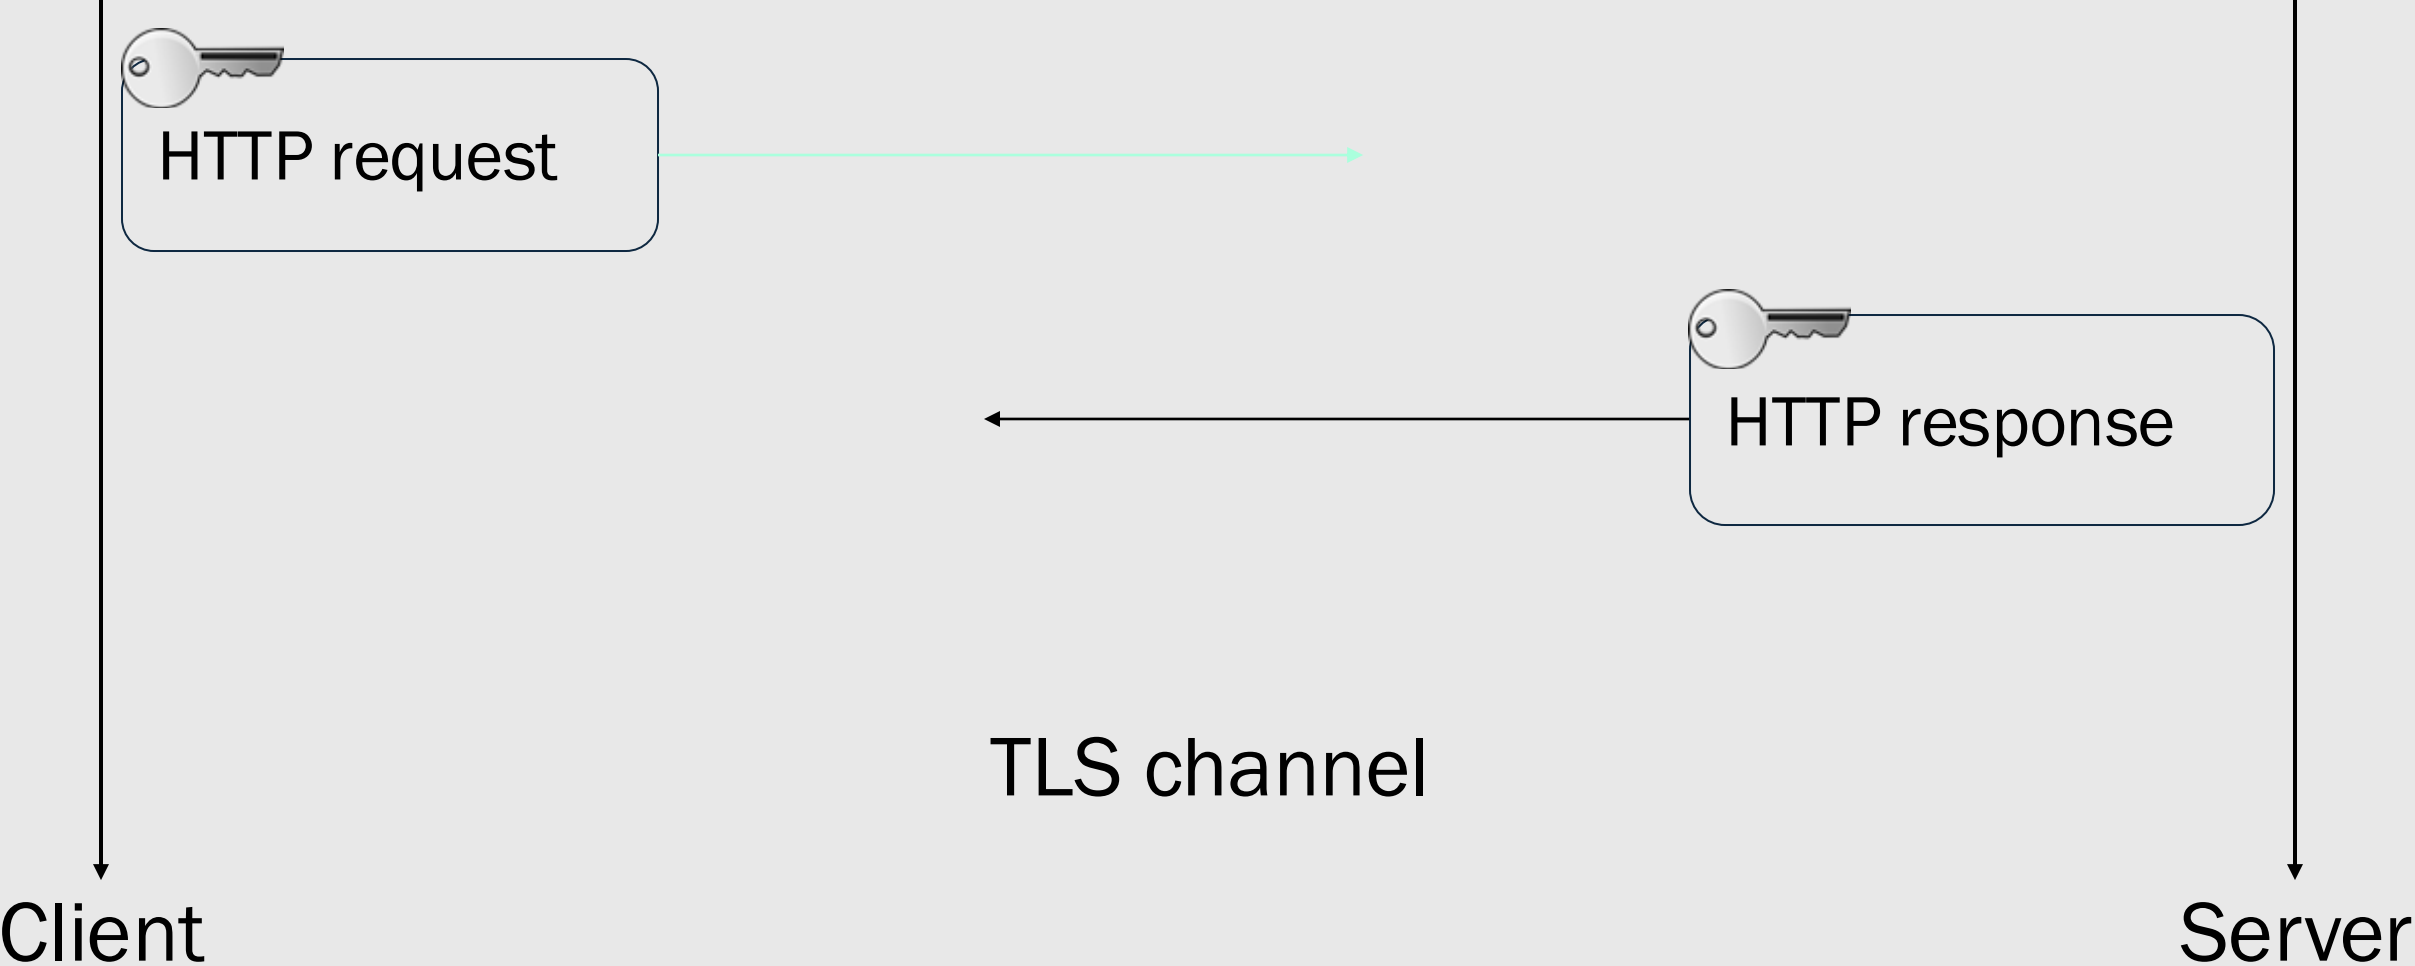 HTTP request
HTTP response
TLS channel
Client
Server